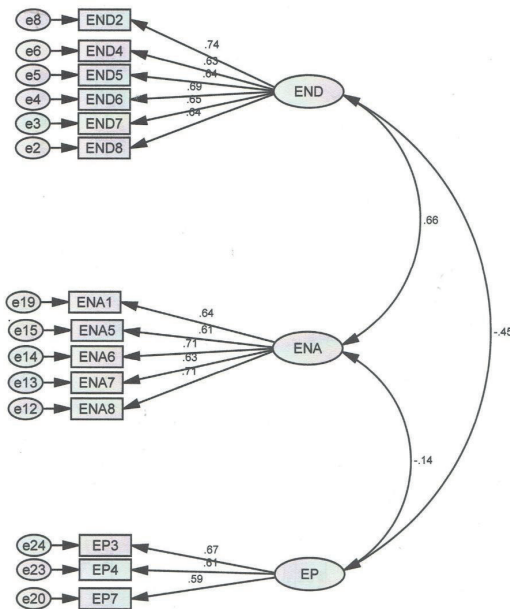 e8 END2
.74
e6 END4
.63
e5 END5
.64
e4 END6
.69
END
e3 END7
.65
e2 END8
.64
.66
e19 ENA1
.64
e15 ENA5
.61
-.45
e14 ENA6
.71
ENA
e13 ENA7
.63
e12 ENA8
.71
-.14
e24 EP3
.67
e23 EP4
.61
EP
e20 EP7
.59